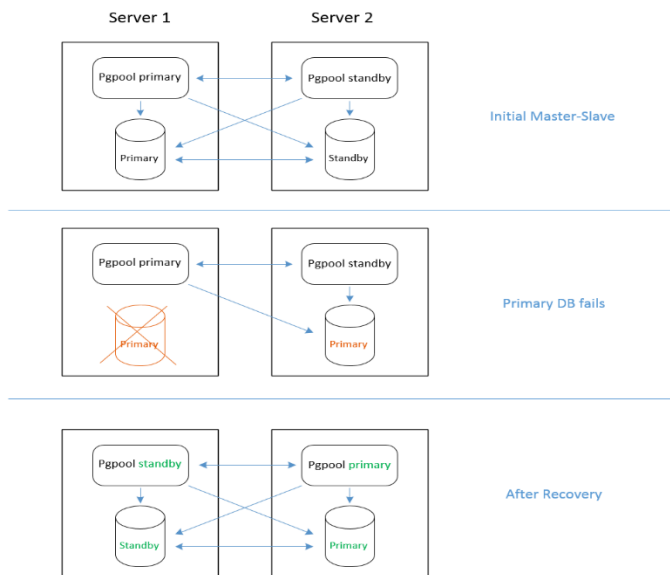 Server 1
Server 2
Pgpool primary
Pgpool standby
Primary
Standby
Initial Master-Slave
Pgpool primary
Pgpool standby
Primary
Primary
Primary DB fails
Pgpool standby
Pgpool primary
Standby
Primary
After Recovery